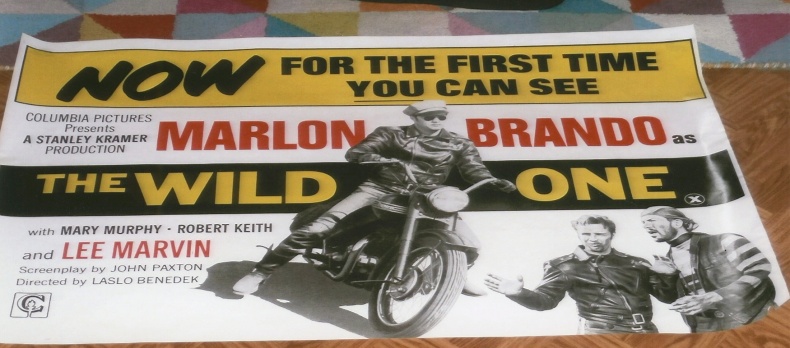 NOW FOR THE FIRST TIME
YOU CAN SEE
COLUMBIA PICTURES
Presents
A STANLEY KRAMER
PRODUCTION
MARLON BRANDO as
THE WILD ONE
X
with MARY MURPHY · ROBERT KEITH
and LEE MARVIN
Screenplay by JOHN PAXTON
Directed by LASLO BENEDEK